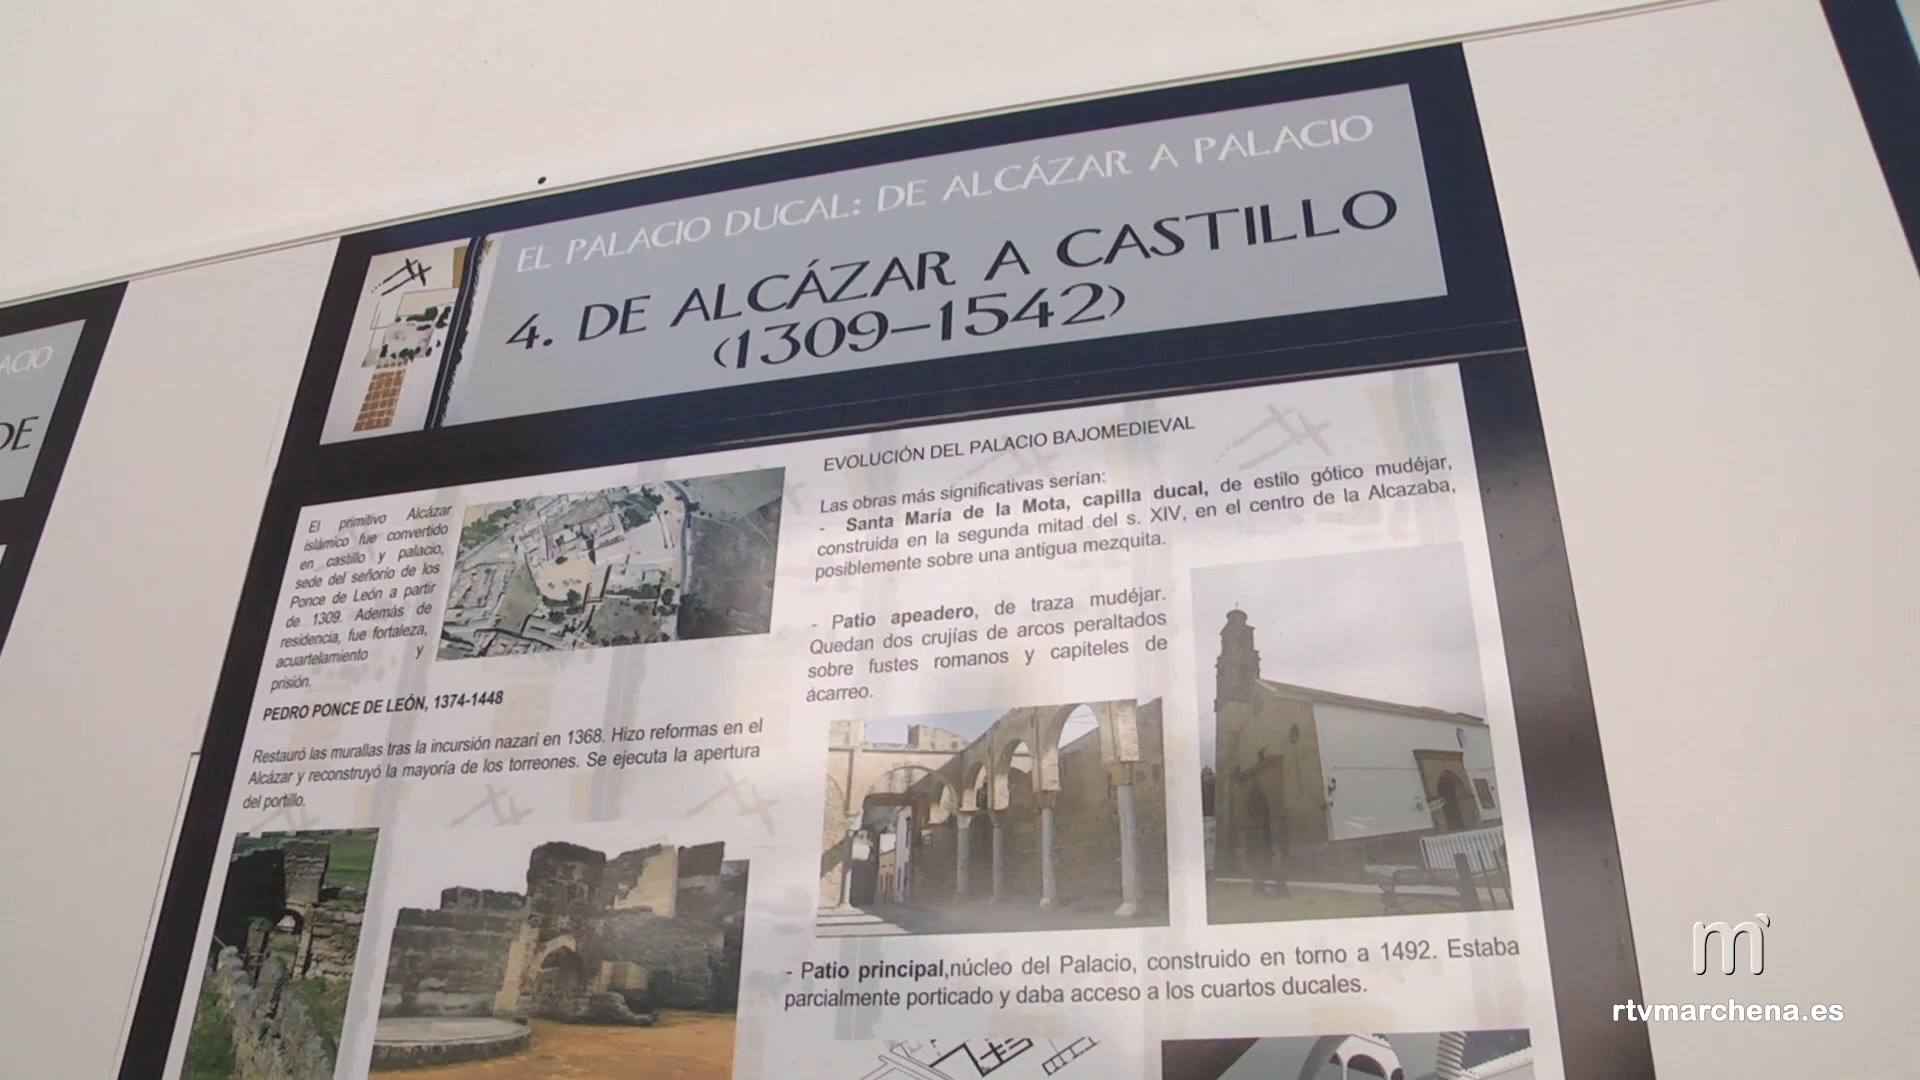 ACIO
DE
EL PALACIO DUCAL: DE ALCÁZAR A PALACIO
4. DE ALCÁZAR A CASTILLO
(1309-1542)
El primitivo Alcázar
islámico fue convertido
en castillo y palacio,
sede del señorío de los
Ponce de León a partir
de 1309. Además de
residencia, fue fortaleza,
acuartelamiento y
prisión.
PEDRO PONCE DE LEÓN, 1374-1448
Restauró las murallas tras la incursión nazarí en 1368. Hizo reformas en el
Alcázar y reconstruyó la mayoría de los torreones. Se ejecuta la apertura
del portillo.
EVOLUCIÓN DEL PALACIO BAJOMEDIEVAL
Las obras más significativas serían:
- Santa María de la Mota, capilla ducal, de estilo gótico mudéjar,
construida en la segunda mitad del s. XIV, en el centro de la Alcazaba,
posiblemente sobre una antigua mezquita.
- Patio apeadero, de traza mudéjar.
Quedan dos crujías de arcos peraltados
sobre fustes romanos y capiteles de
ácarreo.
- Patio principal,núcleo del Palacio, construido en torno a 1492. Estaba
parcialmente porticado y daba acceso a los cuartos ducales.
m
rtvmarchena.es